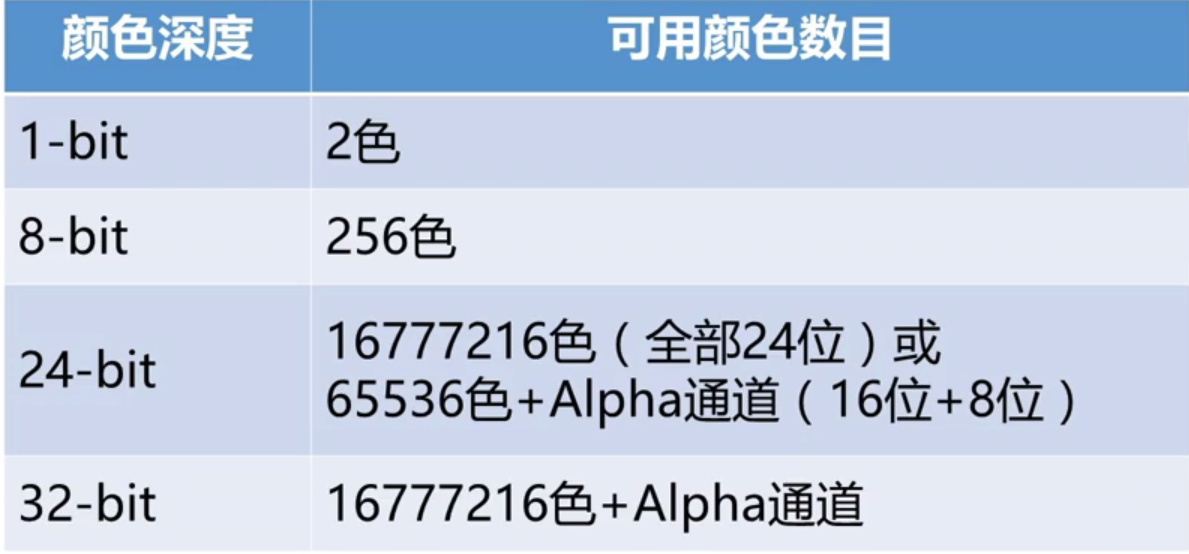 颜色深度 可用颜色数目
1-bit 2色
8-bit 256色
24-bit 16777216色（全部24位）或
65536色+Alpha通道（16位+8位）
32-bit 16777216色+Alpha通道